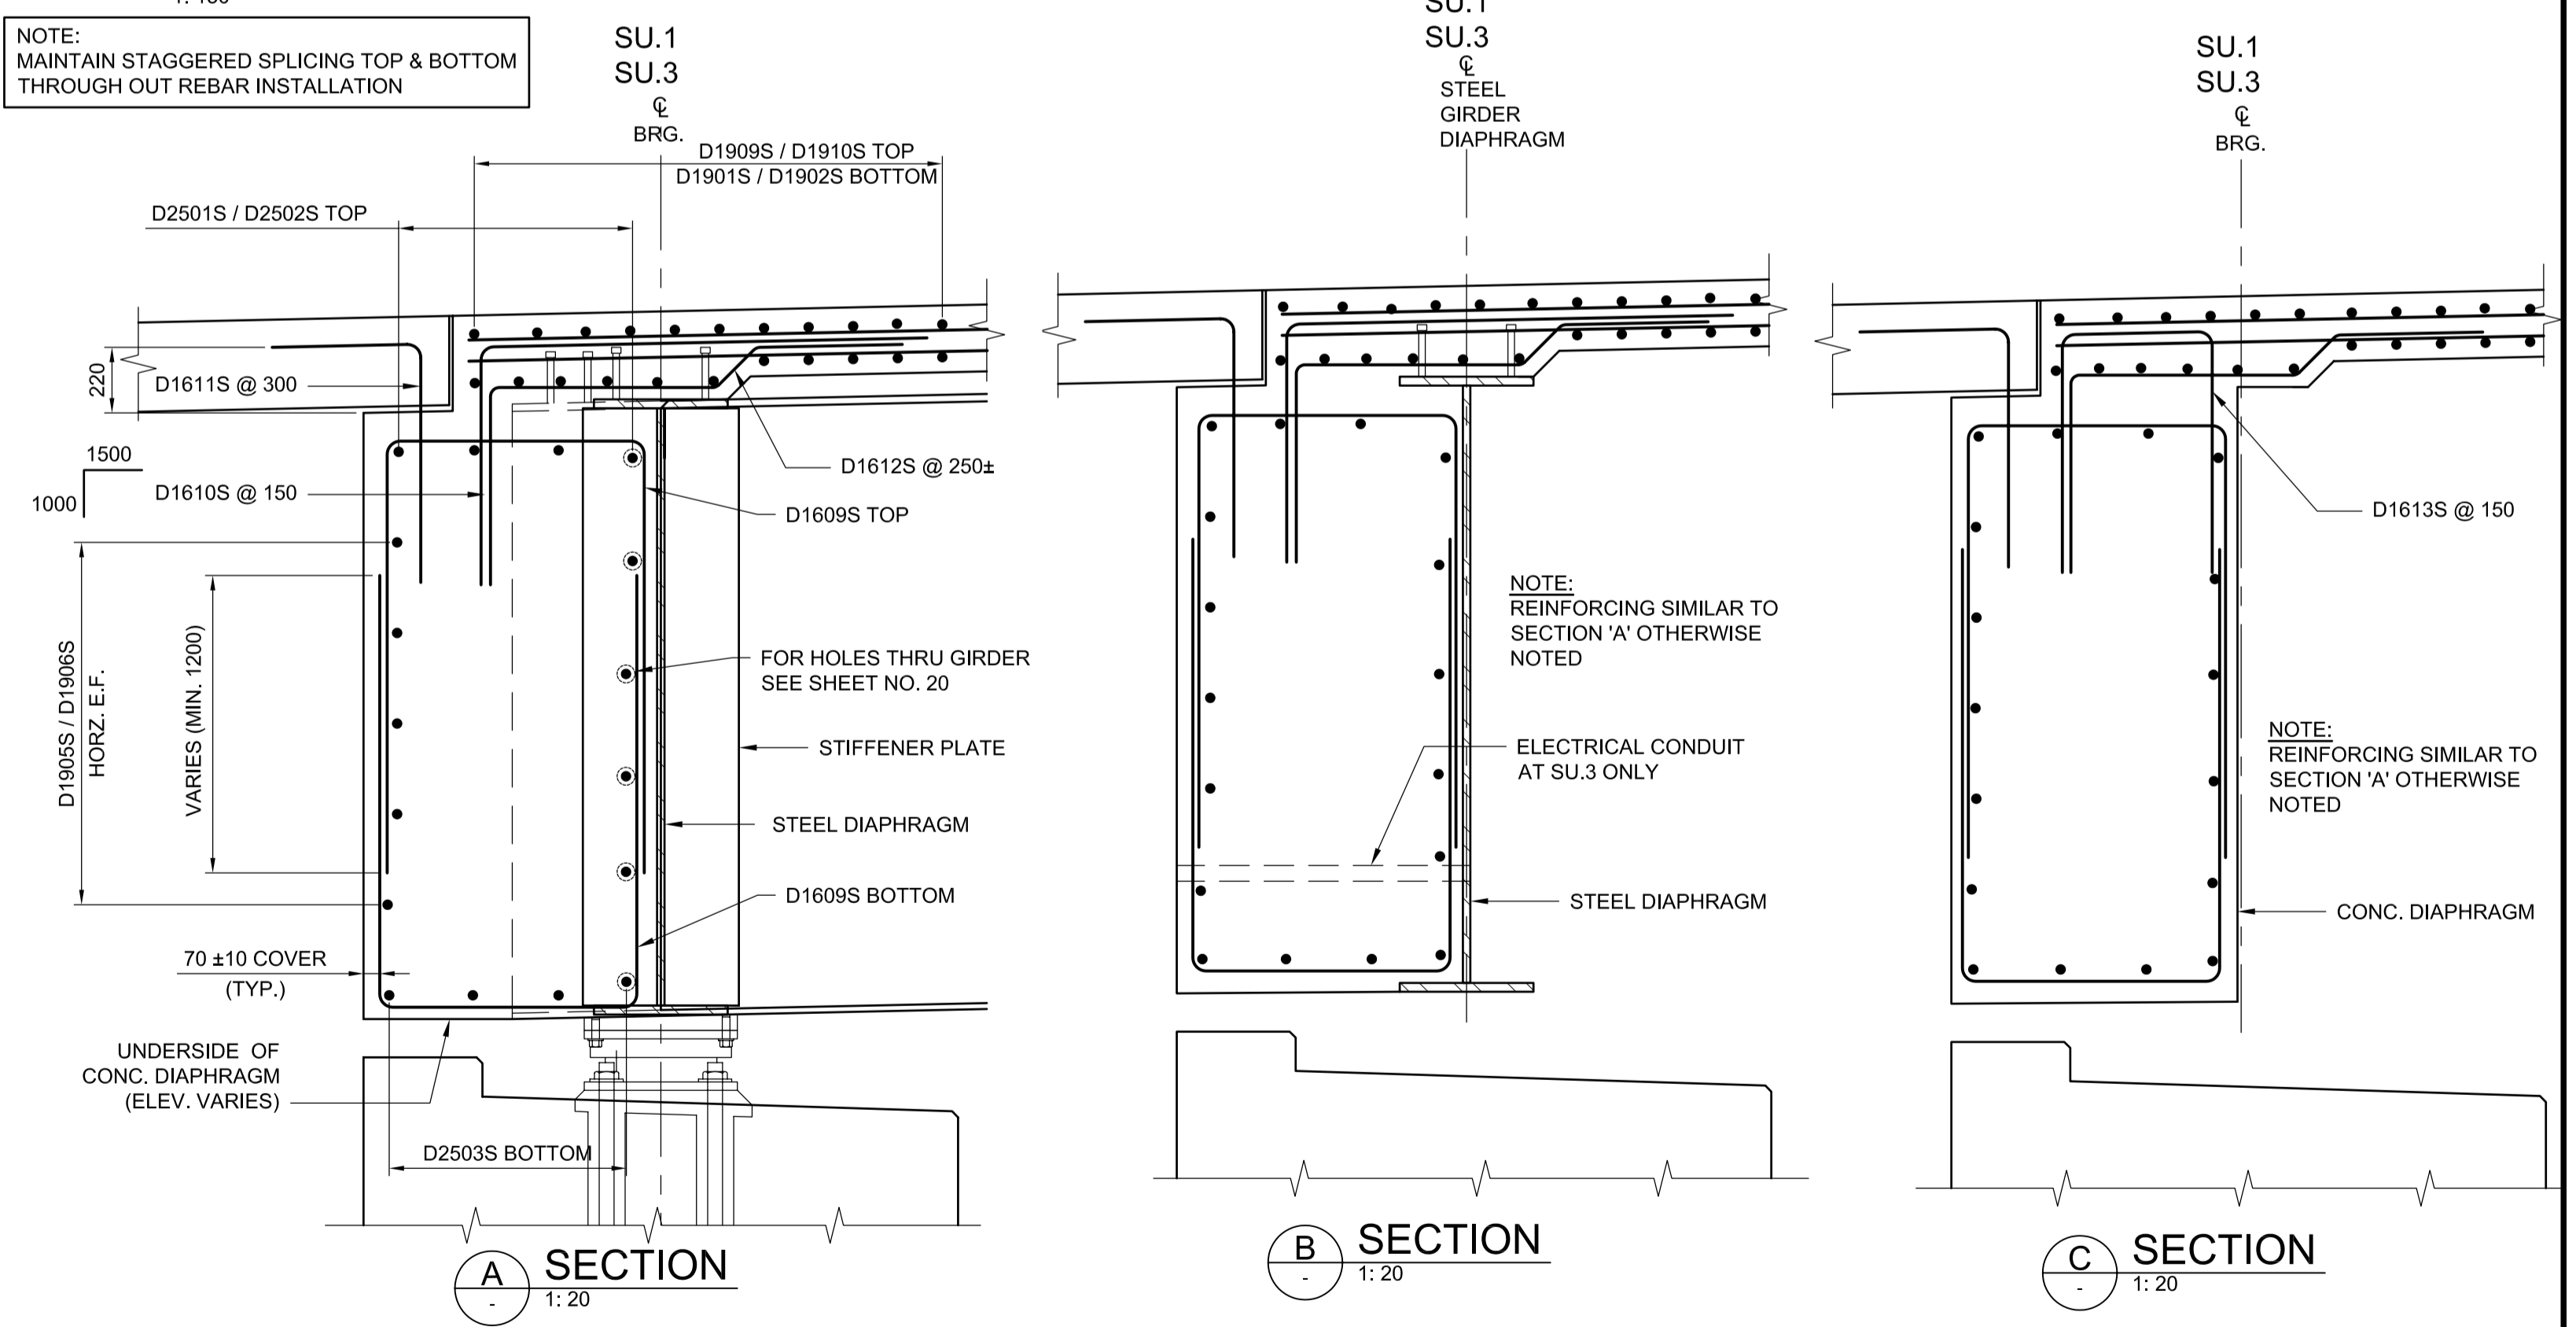 NOTE:
MAINTAIN STAGGERED SPLICING TOP & BOTTOM
THROUGH OUT REBAR INSTALLATION
SU.1
SU.3
℄
BRG.
D1909S / D1910S TOP
D1901S / D1902S BOTTOM
D2501S / D2502S TOP
220
D1611S @ 300
1500
1000
D1610S @ 150
D1612S @ 250±
D1609S TOP
D1905S / D1906S
HORZ. E.F.
VARIES (MIN. 1200)
FOR HOLES THRU GIRDER
SEE SHEET NO. 20
STIFFENER PLATE
STEEL DIAPHRAGM
D1609S BOTTOM
70 ±10 COVER
(TYP.)
UNDERSIDE OF
CONC. DIAPHRAGM
(ELEV. VARIES)
D2503S BOTTOM
A
-
SECTION
1: 20
SU.1
SU.3
℄
STEEL
GIRDER
DIAPHRAGM
NOTE:
REINFORCING SIMILAR TO
SECTION 'A' OTHERWISE
NOTED
ELECTRICAL CONDUIT
AT SU.3 ONLY
STEEL DIAPHRAGM
B
-
SECTION
1: 20
SU.1
SU.3
℄
BRG.
D1613S @ 150
NOTE:
REINFORCING SIMILAR TO
SECTION 'A' OTHERWISE
NOTED
CONC. DIAPHRAGM
C
-
SECTION
1: 20